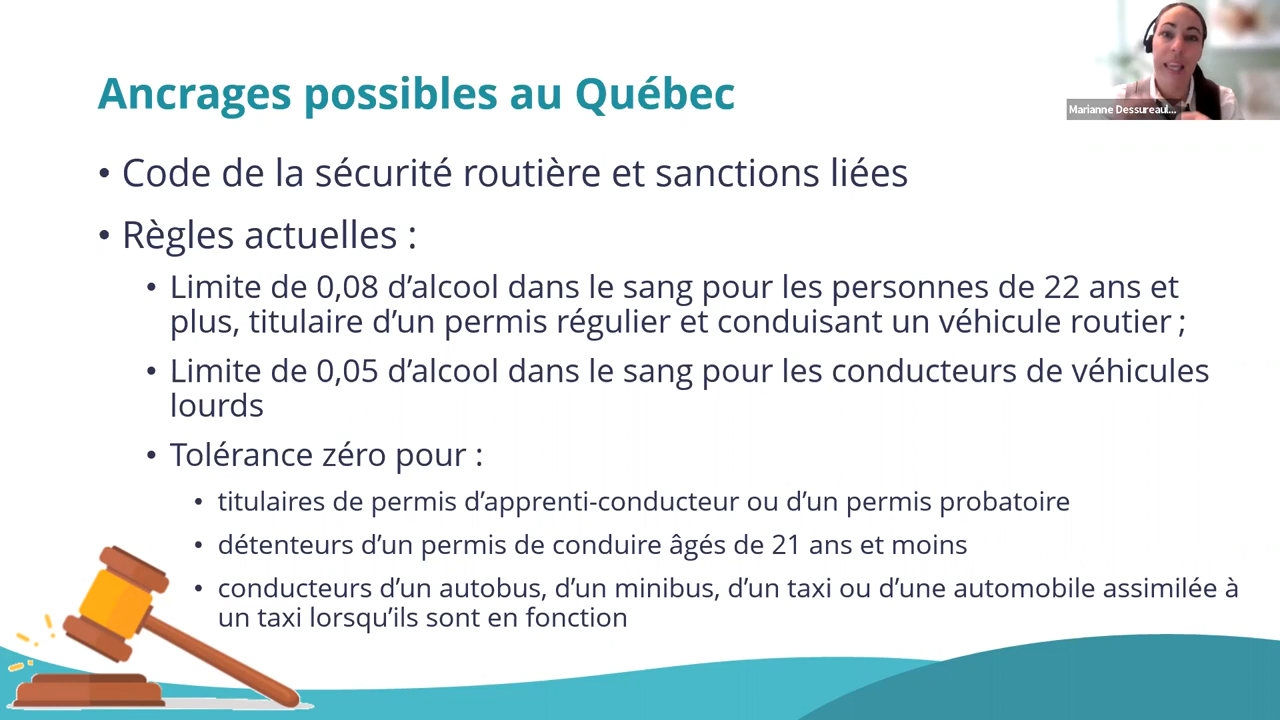 Ancrages possibles au Québec
Marianne Dessureaul...
• Code de la sécurité routière et sanctions liées
• Règles actuelles :
• Limite de 0,08 d’alcool dans le sang pour les personnes de 22 ans et
plus, titulaire d’un permis régulier et conduisant un véhicule routier ;
• Limite de 0,05 d’alcool dans le sang pour les conducteurs de véhicules
lourds
• Tolérance zéro pour :
• titulaires de permis d’apprenti-conducteur ou d’un permis probatoire
• détenteurs d’un permis de conduire âgés de 21 ans et moins
• conducteurs d’un autobus, d’un minibus, d’un taxi ou d’une automobile assimilée à
un taxi lorsqu’ils sont en fonction